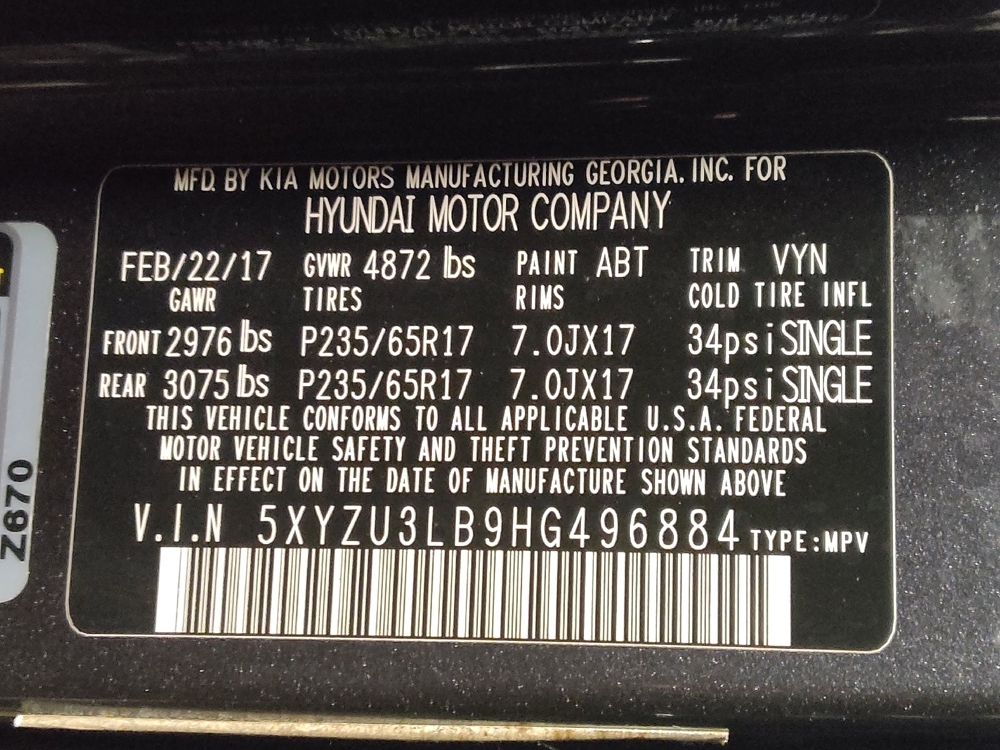 MFD. BY KIA MOTORS MANUFACTURING GEORGIA, INC. FOR
HYUNDAI MOTOR COMPANY
FEB/22/17 GVWR 4872 lbs PAINT ABT TRIM VYN
GAWR TIRES RIMS COLD TIRE INFL
FRONT 2976 lbs P235/65R17 7.0JX17 34psi SINGLE
REAR 3075 lbs P235/65R17 7.0JX17 34psi SINGLE
THIS VEHICLE CONFORMS TO ALL APPLICABLE U.S.A. FEDERAL
MOTOR VEHICLE SAFETY AND THEFT PREVENTION STANDARDS
IN EFFECT ON THE DATE OF MANUFACTURE SHOWN ABOVE
V.I.N 5XYZU3LB9HG496884 TYPE:MPV
Z670